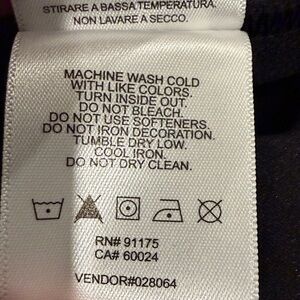 STIRARE A BASSA TEMPERATURA.
NON LAVARE A SECCO.
MACHINE WASH COLD
WITH LIKE COLORS.
TURN INSIDE OUT.
DO NOT BLEACH.
DO NOT USE SOFTENERS.
DO NOT IRON DECORATION.
TUMBLE DRY LOW.
COOL IRON.
DO NOT DRY CLEAN.
RN# 91175
CA# 60024
VENDOR#028064